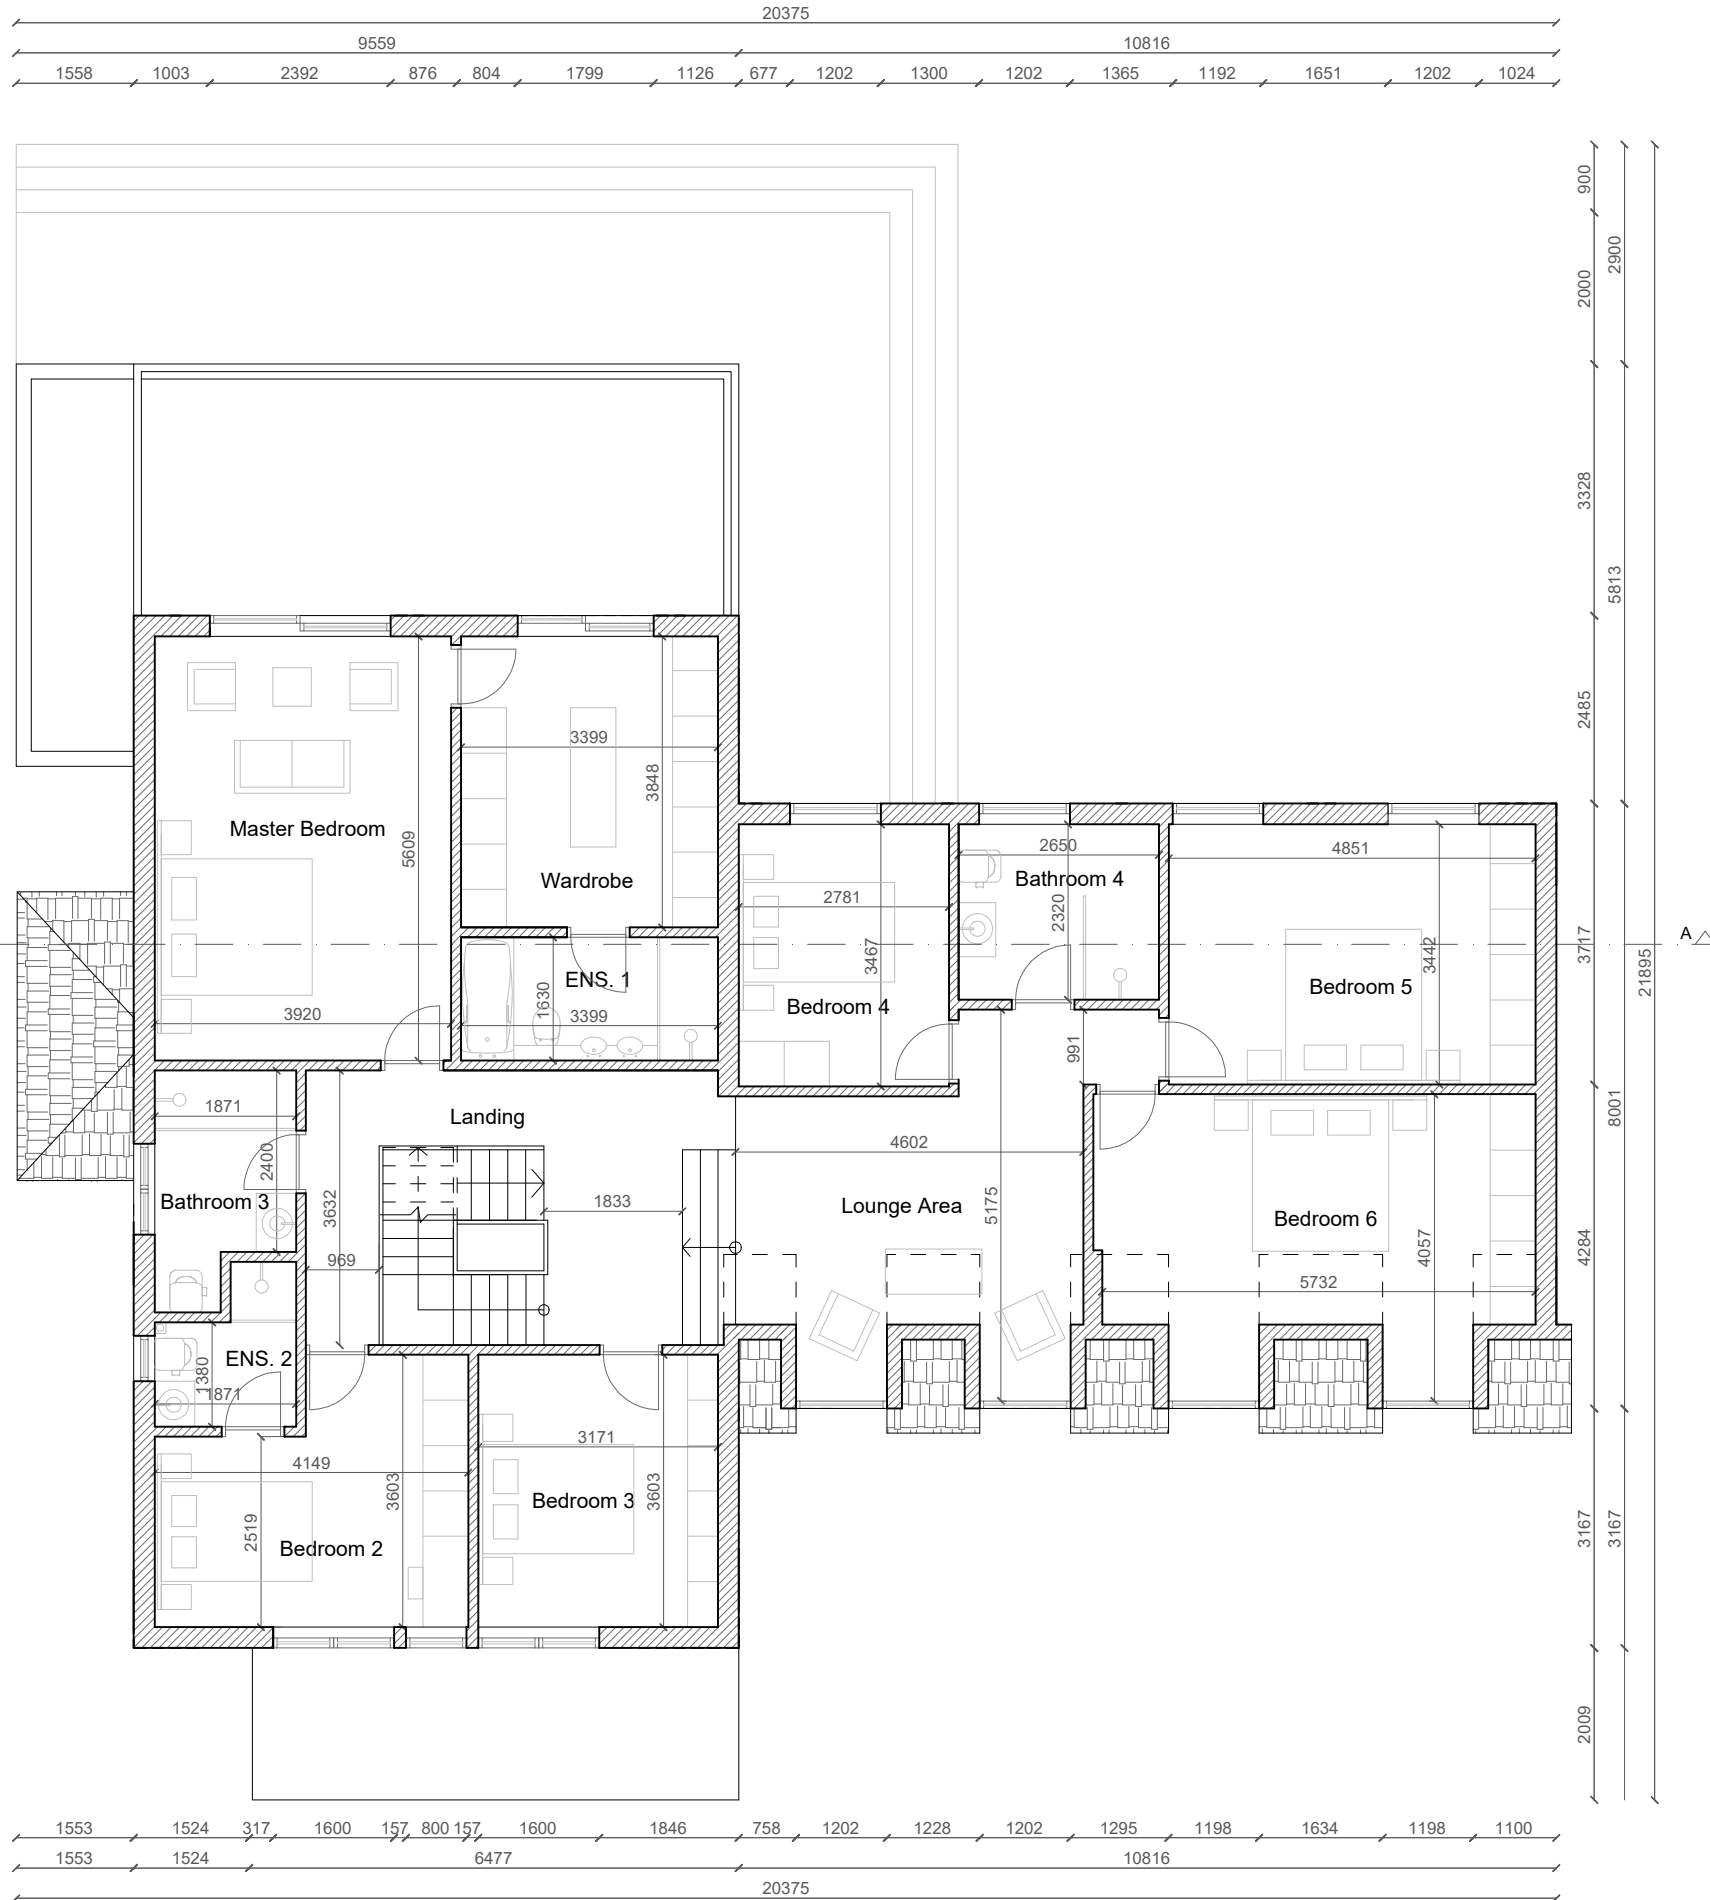 20375
9559 10816
1558 1003 2392 876 804 1799 1126 677 1202 1300 1202 1365 1192 1651 1202 1024
900
2900
2000
3328
5813
2485
3399
3848
Master Bedroom
5609
Wardrobe
2650
4851
Bathroom 4
2781
2320
3467
3442
A
3717
21895
ENS. 1
1630
3399
3920
Bedroom 4
Bedroom 5
991
1871
Landing
8001
2400
4602
Bathroom 3
3632
1833
Lounge Area
5175
Bedroom 6
4057
4284
969
5732
ENS. 2
1380
1871
3171
4149
3603
Bedroom 3
3603
2519
Bedroom 2
3167
3167
2009
1553 1524 317 1600 157 800 157 1600 1846 758 1202 1228 1202 1295 1198 1634 1198 1100
1553 1524 6477 10816
20375